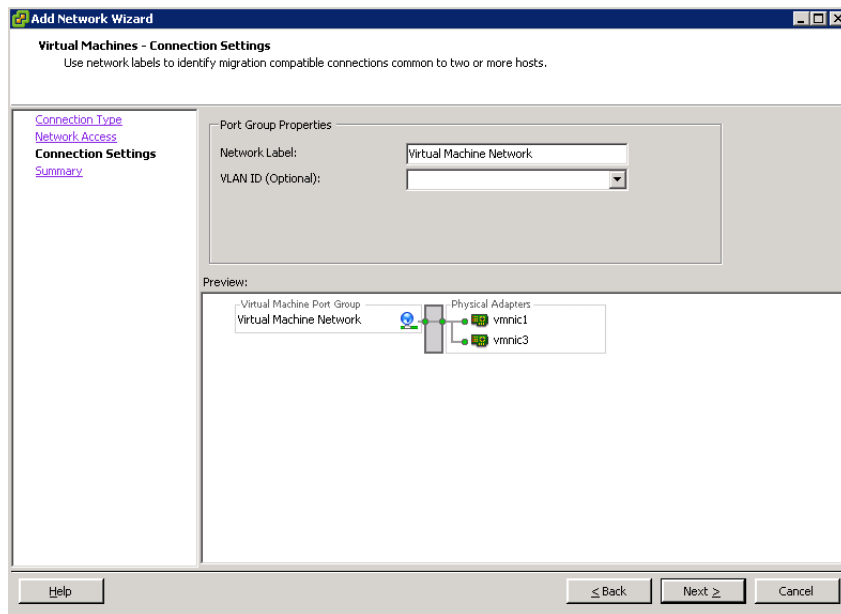 Add Network Wizard
Virtual Machines - Connection Settings
Use network labels to identify migration compatible connections common to two or more hosts.
Connection Type
Network Access
Connection Settings
Summary
Port Group Properties
Network Label: Virtual Machine Network
VLAN ID (Optional):
Preview:
Virtual Machine Port Group
Virtual Machine Network
Physical Adapters
vmnic1
vmnic3
Help
< Back
Next >
Cancel